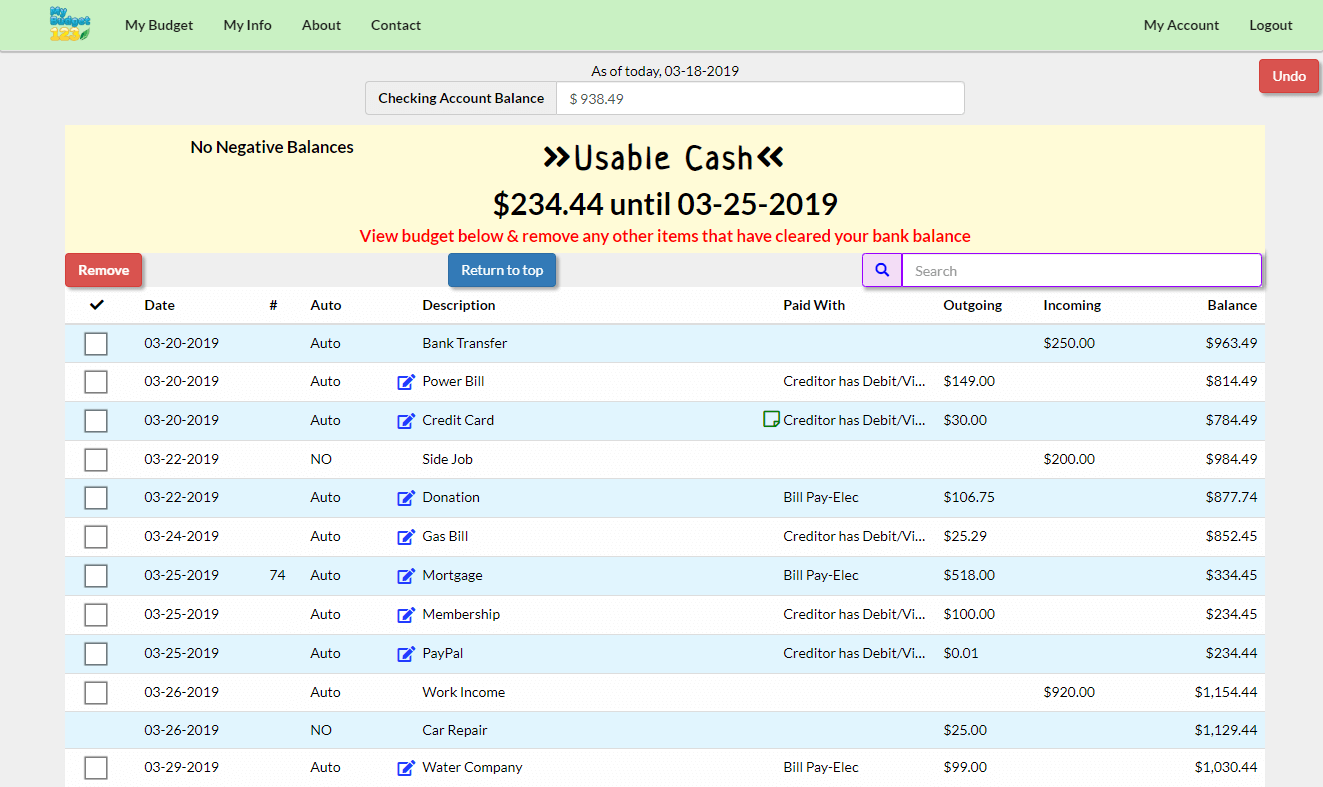 My Budget 123 My Budget My Info About Contact My Account Logout
As of today, 03-18-2019
Undo
Checking Account Balance $ 938.49
No Negative Balances
Usable Cash
$234.44 until 03-25-2019
View budget below & remove any other items that have cleared your bank balance
Remove Return to top Search
Date # Auto Description Paid With Outgoing Incoming Balance
03-20-2019 Auto Bank Transfer $250.00 $963.49
03-20-2019 Auto Power Bill Creditor has Debit/Vi... $149.00 $814.49
03-20-2019 Auto Credit Card Creditor has Debit/Vi... $30.00 $784.49
03-22-2019 NO Side Job $200.00 $984.49
03-22-2019 Auto Donation Bill Pay-Elec $106.75 $877.74
03-24-2019 Auto Gas Bill Creditor has Debit/Vi... $25.29 $852.45
03-25-2019 74 Auto Mortgage Bill Pay-Elec $518.00 $334.45
03-25-2019 Auto Membership Creditor has Debit/Vi... $100.00 $234.45
03-25-2019 Auto PayPal Creditor has Debit/Vi... $0.01 $234.44
03-26-2019 Auto Work Income $920.00 $1,154.44
03-26-2019 NO Car Repair $25.00 $1,129.44
03-29-2019 Auto Water Company Bill Pay-Elec $99.00 $1,030.44